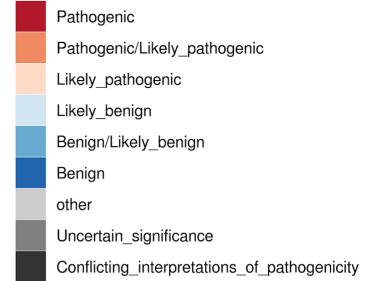 Pathogenic
Pathogenic/Likely_pathogenic
Likely_pathogenic
Likely_benign
Benign/Likely_benign
Benign
other
Uncertain_significance
Conflicting_interpretations_of_pathogenicity